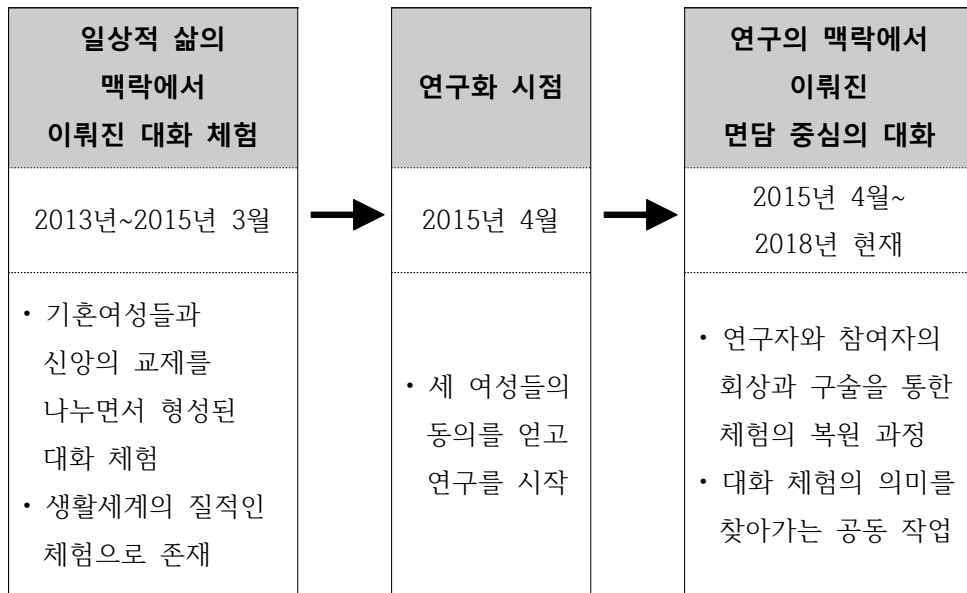 일상적 삶의
맥락에서
이뤄진 대화 체험
2013년~2015년 3월
• 기혼여성들과
신앙의 교제를
나누면서 형성된
대화 체험
• 생활세계의 질적인
체험으로 존재
연구화 시점
2015년 4월
• 세 여성들의
동의를 얻고
연구를 시작
연구의 맥락에서
이뤄진
면담 중심의 대화
2015년 4월~
2018년 현재
• 연구자와 참여자의
회상과 구술을 통한
체험의 복원 과정
• 대화 체험의 의미를
찾아가는 공동 작업